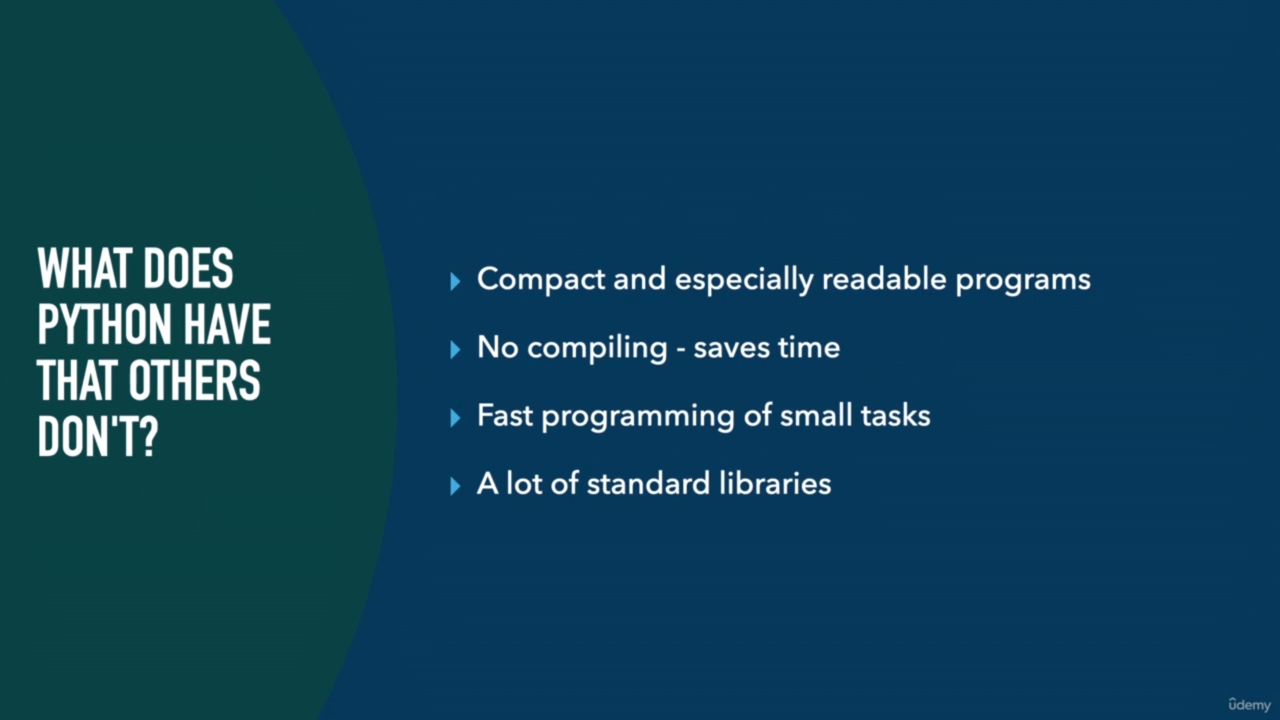 WHAT DOES
PYTHON HAVE
THAT OTHERS
DON'T?
Compact and especially readable programs
No compiling - saves time
Fast programming of small tasks
A lot of standard libraries
ûdemy